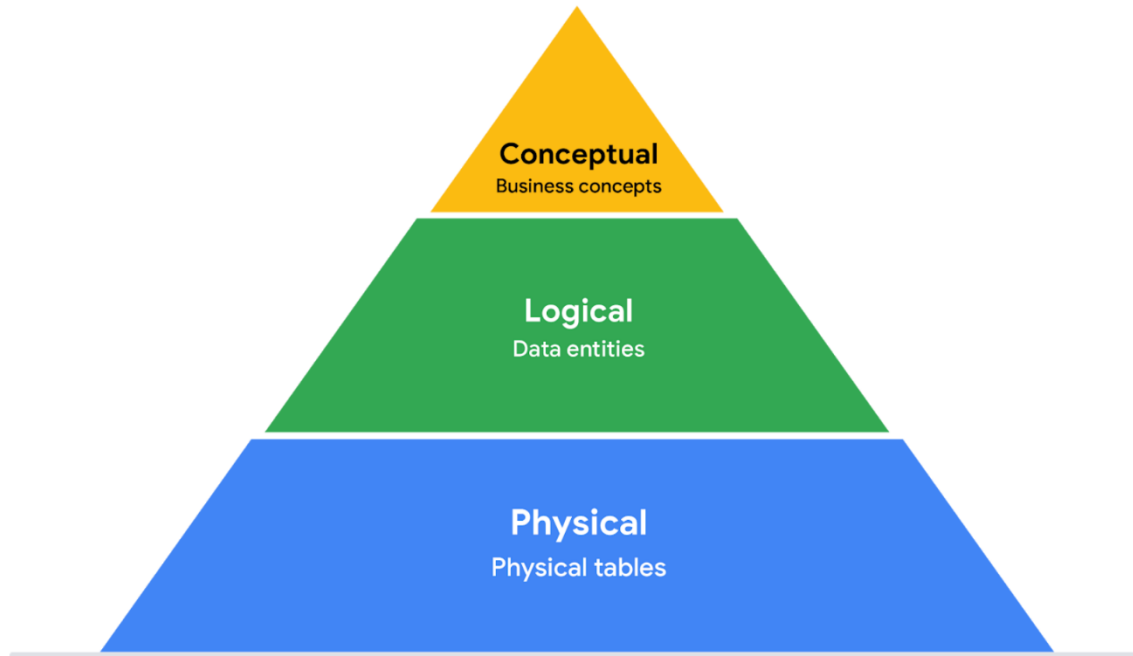 Conceptual
Business concepts
Logical
Data entities
Physical
Physical tables